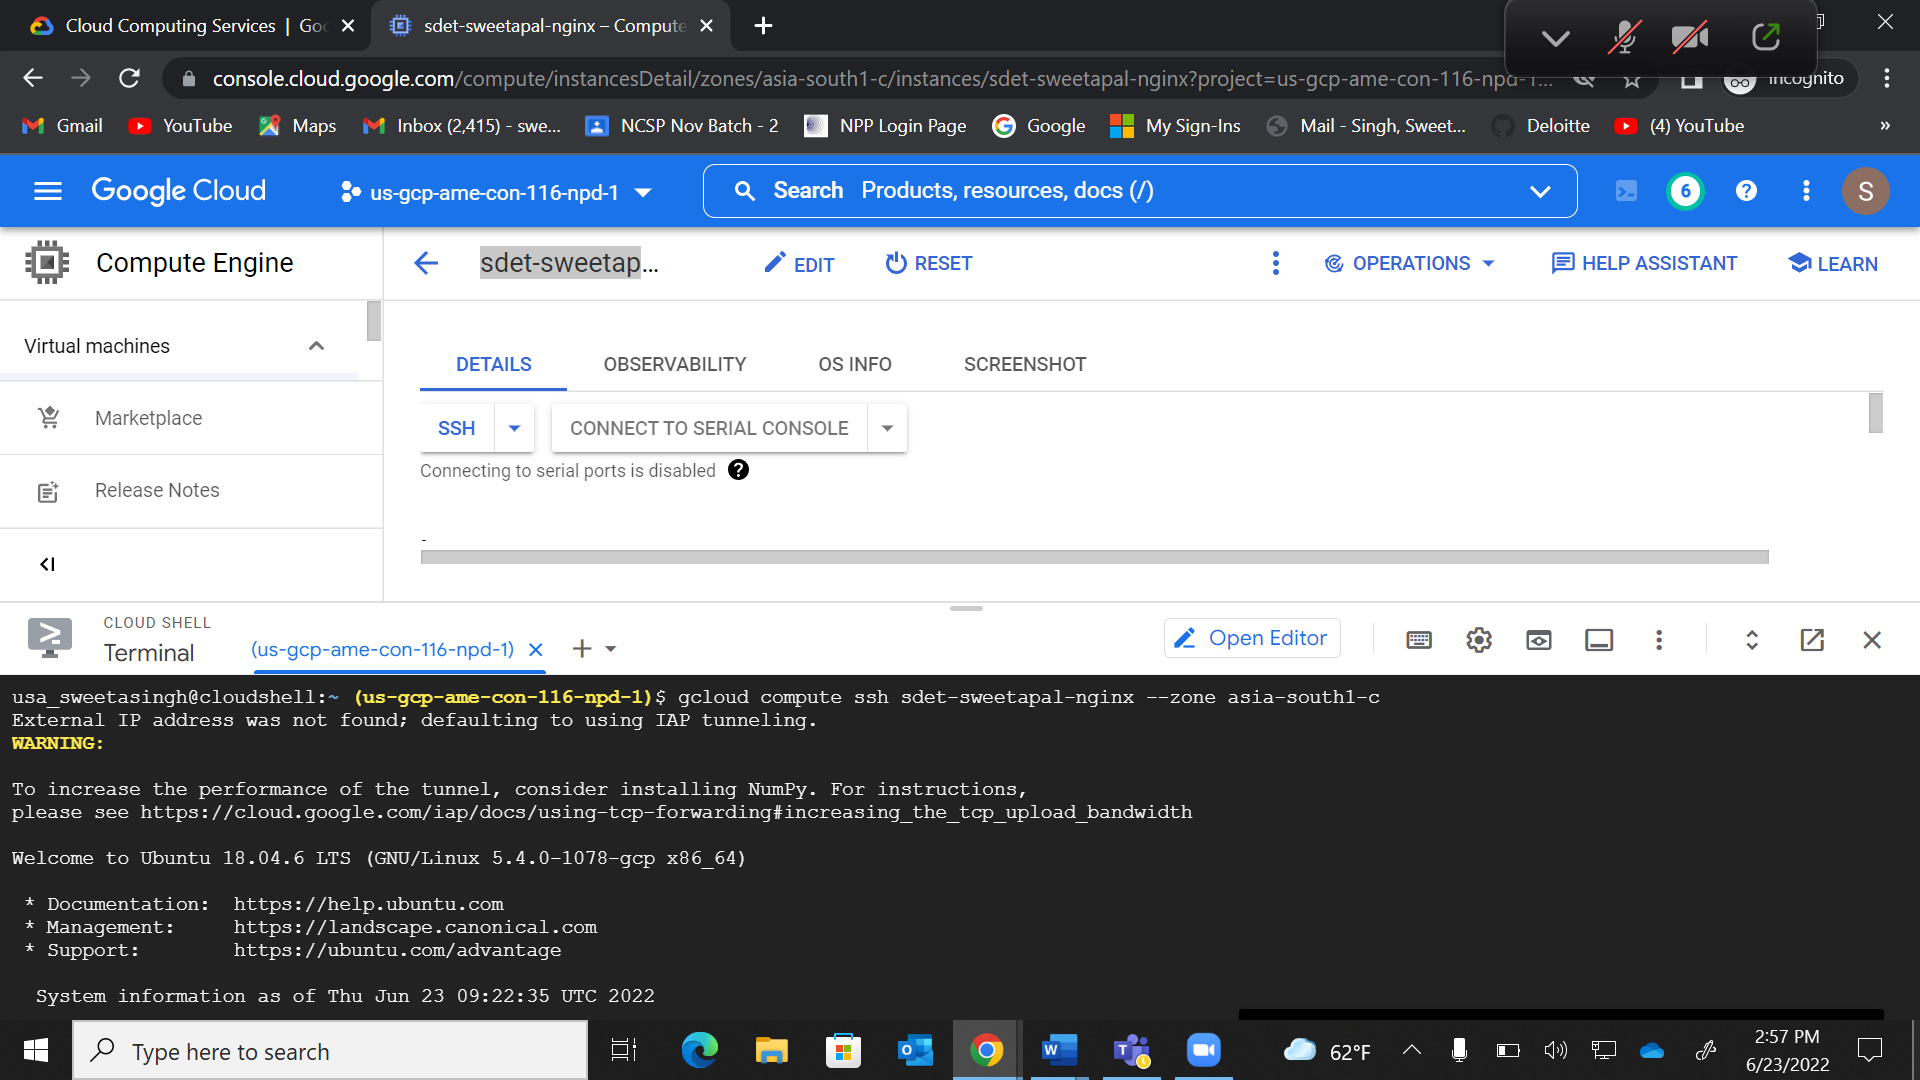 Cloud Computing Services | Goo
sdet-sweetapal-nginx – Compute
console.cloud.google.com/compute/instancesDetail/zones/asia-south1-c/instances/sdet-sweetapal-nginx?project=us-gcp-ame-con-116-npd-1...
Incognito
Gmail
YouTube
Maps
Inbox (2,415) - swe...
NCSP Nov Batch - 2
NPP Login Page
Google
My Sign-Ins
Mail - Singh, Sweet...
Deloitte
(4) YouTube
»
Google Cloud
us-gcp-ame-con-116-npd-1
Search Products, resources, docs (/)
6
S
Compute Engine
sdet-sweetap...
EDIT
RESET
OPERATIONS
HELP ASSISTANT
LEARN
Virtual machines
Marketplace
Release Notes
DETAILS
OBSERVABILITY
OS INFO
SCREENSHOT
SSH
CONNECT TO SERIAL CONSOLE
Connecting to serial ports is disabled
-
CLOUD SHELL
Terminal
(us-gcp-ame-con-116-npd-1)
Open Editor
usa_sweetasingh@cloudshell:~ (us-gcp-ame-con-116-npd-1)$ gcloud compute ssh sdet-sweetapal-nginx --zone asia-south1-c
External IP address was not found; defaulting to using IAP tunneling.
WARNING:
To increase the performance of the tunnel, consider installing NumPy. For instructions,
please see https://cloud.google.com/iap/docs/using-tcp-forwarding#increasing_the_tcp_upload_bandwidth
Welcome to Ubuntu 18.04.6 LTS (GNU/Linux 5.4.0-1078-gcp x86_64)
* Documentation: https://help.ubuntu.com
* Management: https://landscape.canonical.com
* Support: https://ubuntu.com/advantage
System information as of Thu Jun 23 09:22:35 UTC 2022
Type here to search
62°F
2:57 PM
6/23/2022